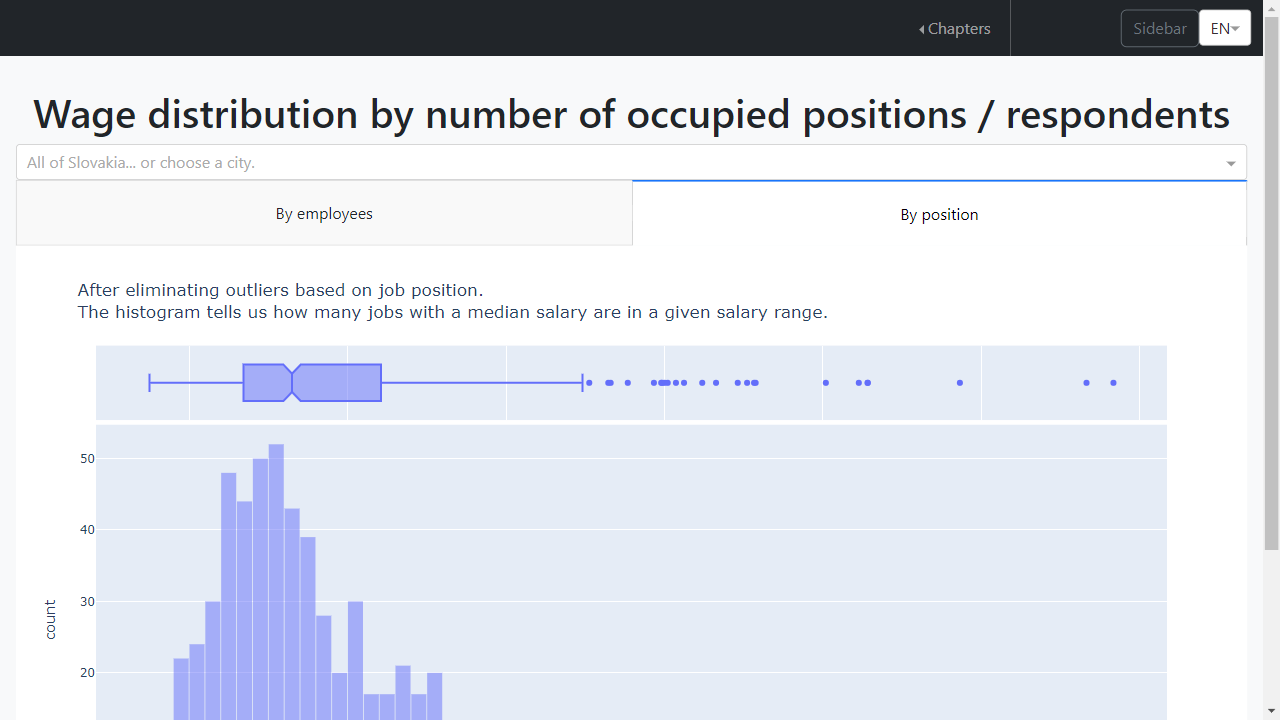 Chapters
Sidebar
EN
Wage distribution by number of occupied positions / respondents
All of Slovakia... or choose a city.
By employees
By position
After eliminating outliers based on job position.
The histogram tells us how many jobs with a median salary are in a given salary range.
50
40
30
20
count